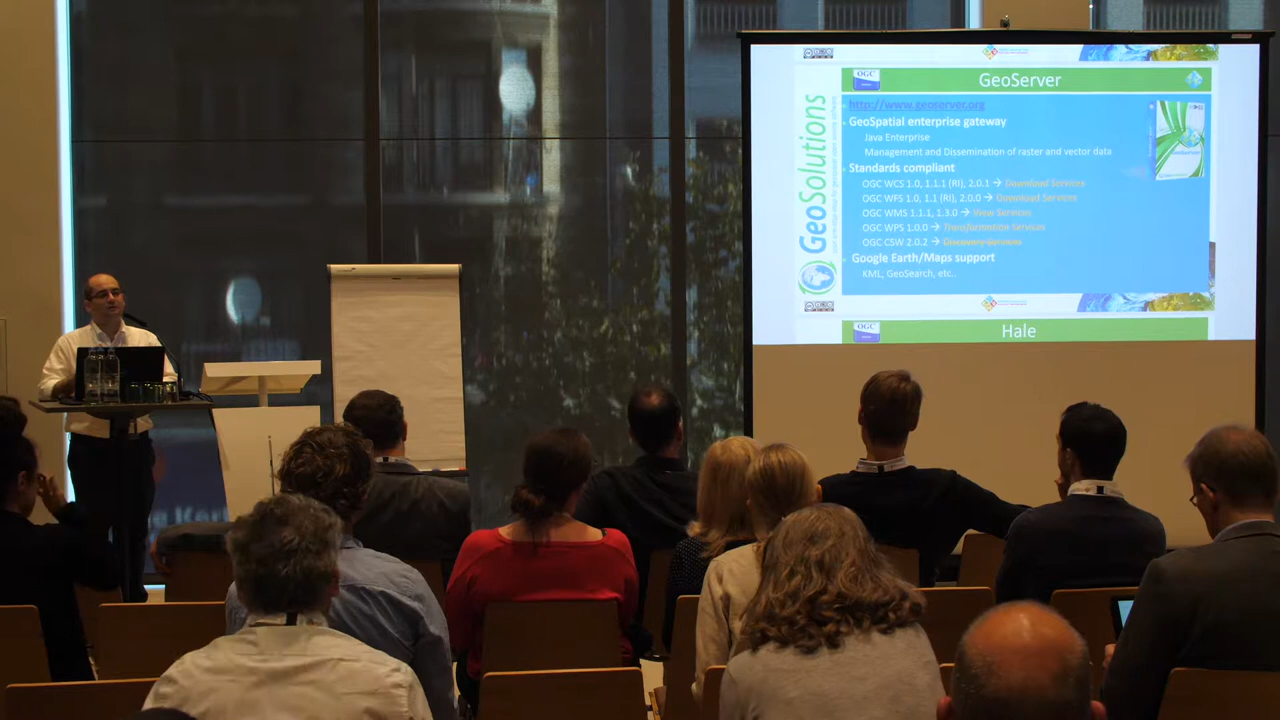 OGC
GeoServer
http://www.geoserver.org
GeoSpatial enterprise gateway
Java Enterprise
Management and Dissemination of raster and vector data
Standards compliant
OGC WCS 1.0, 1.1.1 (RI), 2.0.1 → Download Services
OGC WFS 1.0, 1.1 (RI), 2.0.0 → Download Services
OGC WMS 1.1.1, 1.3.0 → View Services
OGC WPS 1.0.0 → Transformation Services
OGC CSW 2.0.2 → Discovery Services
Google Earth/Maps support
KML, GeoSearch, etc..
GeoSolutions
OGC
Hale